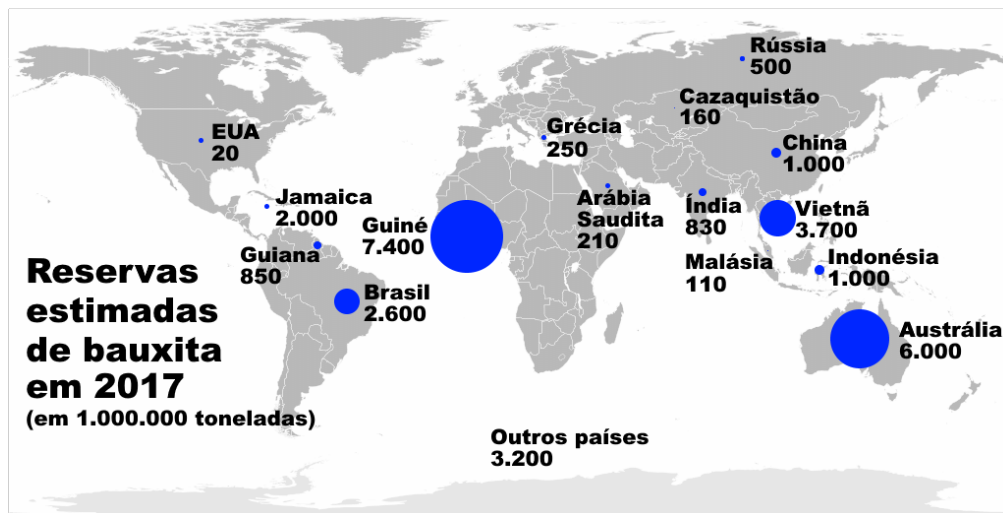 Rússia
500
Cazaquistão
160
EUA
20
Grécia
250
China
1.000
Jamaica
2.000
Guiné
7.400
Arábia
Saudita
210
Índia
830
Vietnã
3.700
Guiana
850
Malásia
110
Indonésia
1.000
Brasil
2.600
Austrália
6.000
Reservas
estimadas
de bauxita
em 2017
(em 1.000.000 toneladas)
Outros países
3.200